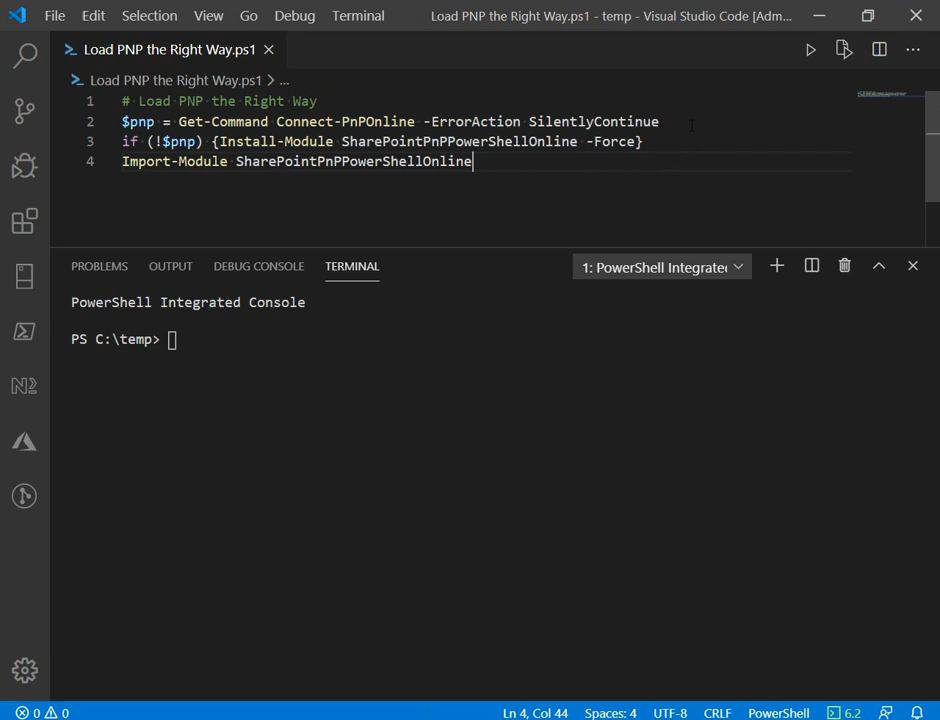 File Edit Selection View Go Debug Terminal Load PNP the Right Way.ps1 - temp - Visual Studio Code [Adm...
Load PNP the Right Way.ps1
Load PNP the Right Way.ps1 > ...
1 # Load PNP the Right Way
2 $pnp = Get-Command Connect-PnPOnline -ErrorAction SilentlyContinue
3 if (!$pnp) {Install-Module SharePointPnPPowerShellOnline -Force}
4 Import-Module SharePointPnPPowerShellOnline
PROBLEMS OUTPUT DEBUG CONSOLE TERMINAL 1: PowerShell Integrate
PowerShell Integrated Console
PS C:\temp>
0 0 Ln 4, Col 44 Spaces: 4 UTF-8 CRLF PowerShell 6.2